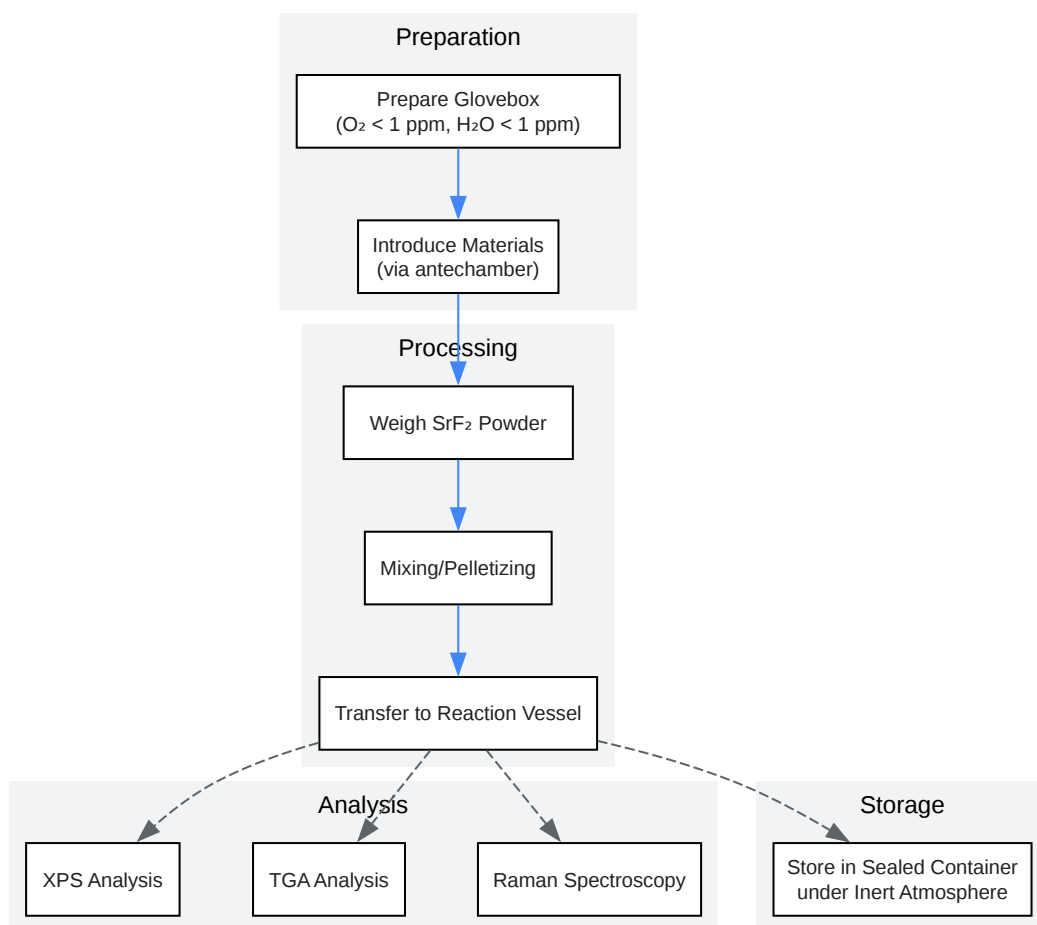 Preparation
Prepare Glovebox
(O₂ < 1 ppm, H₂O < 1 ppm)
Introduce Materials
(via antechamber)
Processing
Weigh SrF₂ Powder
Mixing/Pelletizing
Transfer to Reaction Vessel
Analysis
XPS Analysis
TGA Analysis
Raman Spectroscopy
Storage
Store in Sealed Container
under Inert Atmosphere